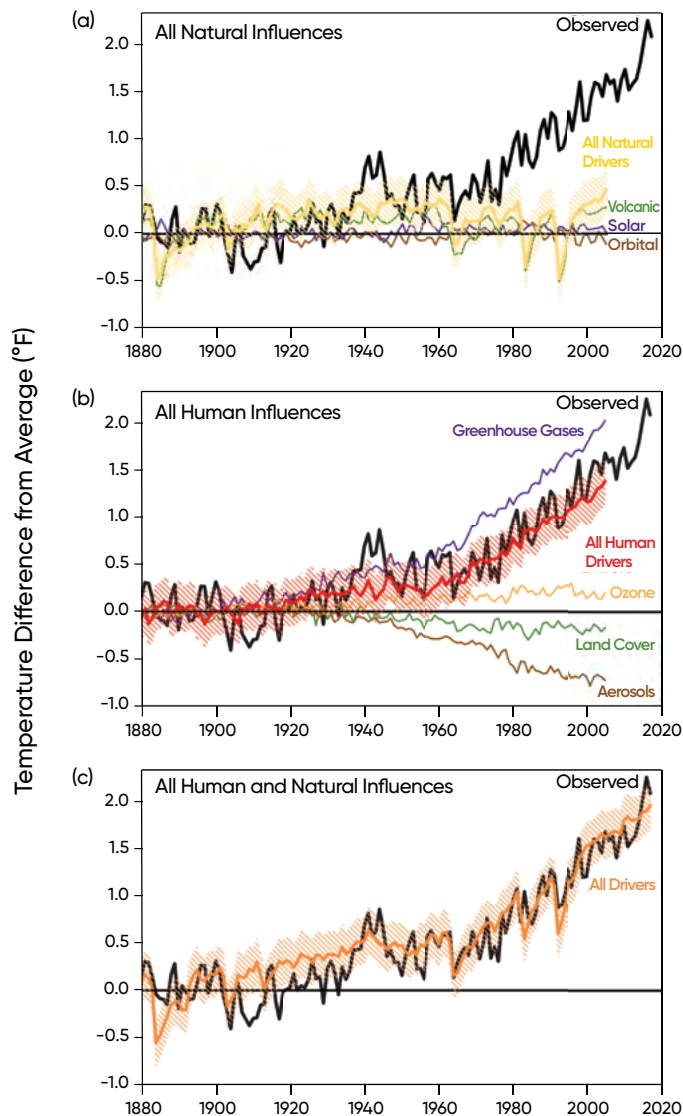 Temperature Difference from Average (°F)
(a)
All Natural Influences
Observed
2.0
1.5
1.0
All Natural
Drivers
0.5
Volcanic
Solar
0.0
Orbital
-0.5
-1.0
1880 1900 1920 1940 1960 1980 2000 2020
(b)
All Human Influences
Observed
2.0
Greenhouse Gases
1.5
1.0
All Human
Drivers
0.5
Ozone
0.0
Land Cover
-0.5
Aerosols
-1.0
1880 1900 1920 1940 1960 1980 2000 2020
(c)
All Human and Natural Influences
Observed
2.0
1.5
All Drivers
1.0
0.5
0.0
-0.5
-1.0
1880 1900 1920 1940 1960 1980 2000 2020